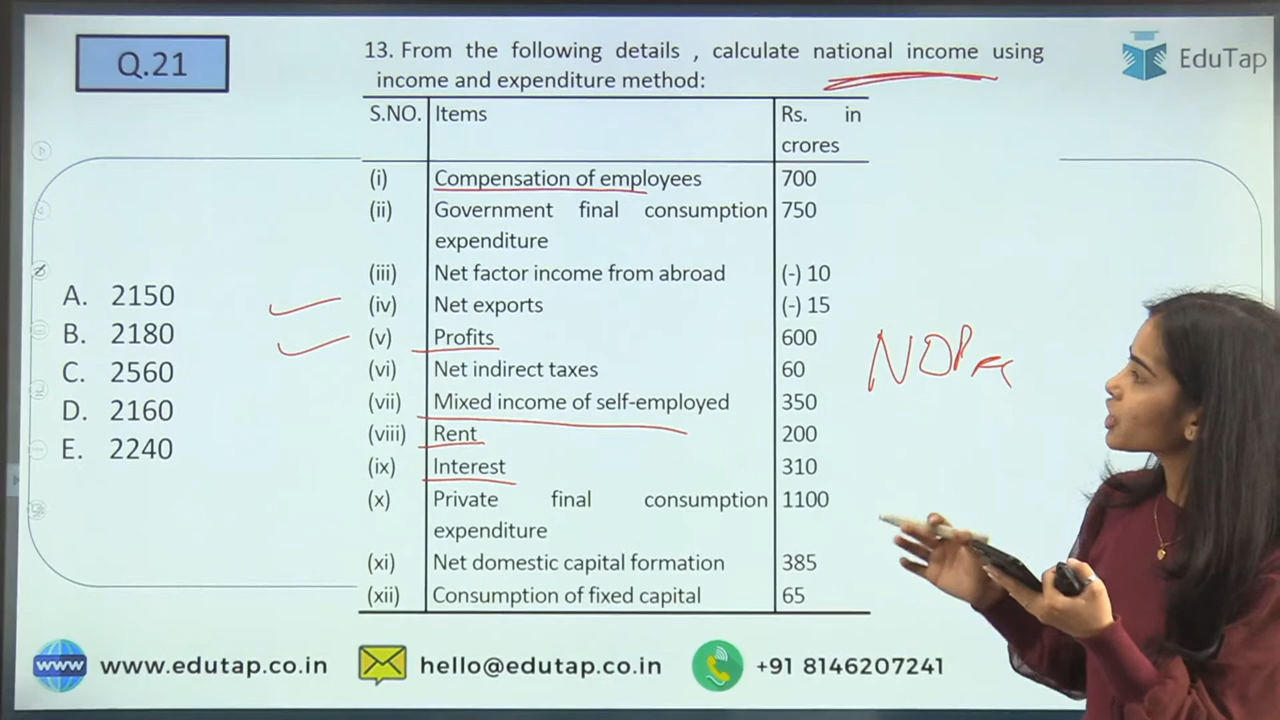 Q.21
13. From the following details , calculate national income using
income and expenditure method:
EduTap
S.NO. Items Rs. in
crores
(i) Compensation of employees 700
(ii) Government final consumption 750
expenditure
(iii) Net factor income from abroad (-) 10
(iv) Net exports (-) 15
(v) Profits 600
(vi) Net indirect taxes 60
(vii) Mixed income of self-employed 350
(viii) Rent 200
(ix) Interest 310
(x) Private final consumption 1100
expenditure
(xi) Net domestic capital formation 385
(xii) Consumption of fixed capital 65
A. 2150
B. 2180
C. 2560
D. 2160
E. 2240
www www.edutap.co.in hello@edutap.co.in +91 8146207241